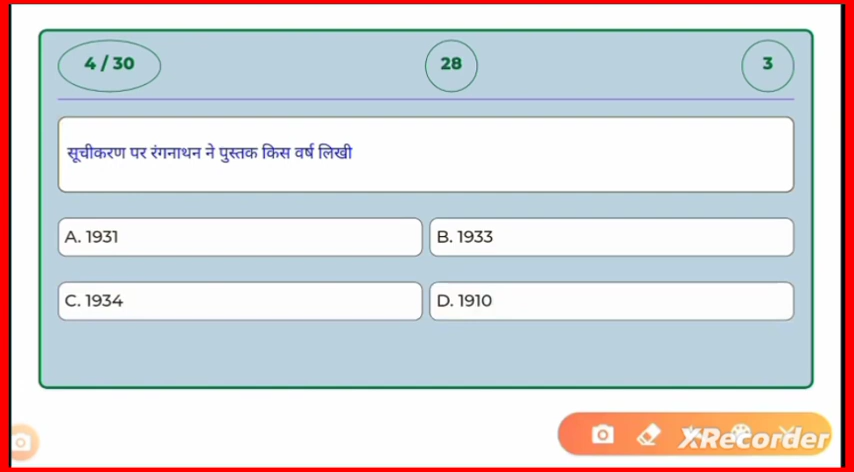 4 / 30
28
3
सूचीकरण पर रंगनाथन ने पुस्तक किस वर्ष लिखी
A. 1931
B. 1933
C. 1934
D. 1910
XRecorder